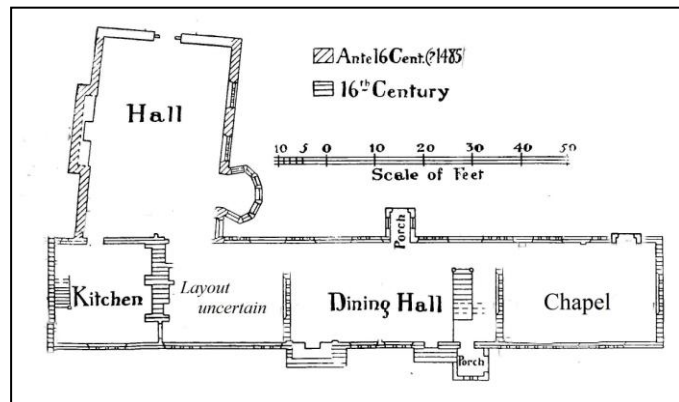 Ante 16 Cent. (?1485)
16th Century
Hall
10 5 0 10 20 30 40 50
Scale of Feet
Porch
Kitchen
Layout
uncertain
Dining Hall
Chapel
Porch